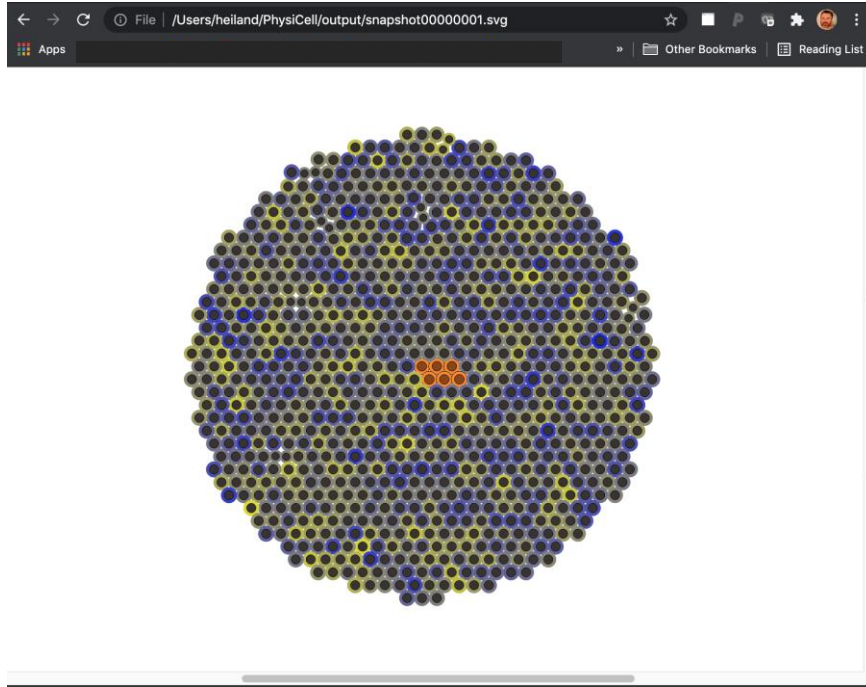 File | /Users/heiland/PhysiCell/output/snapshot00000001.svg
Apps » Other Bookmarks Reading List